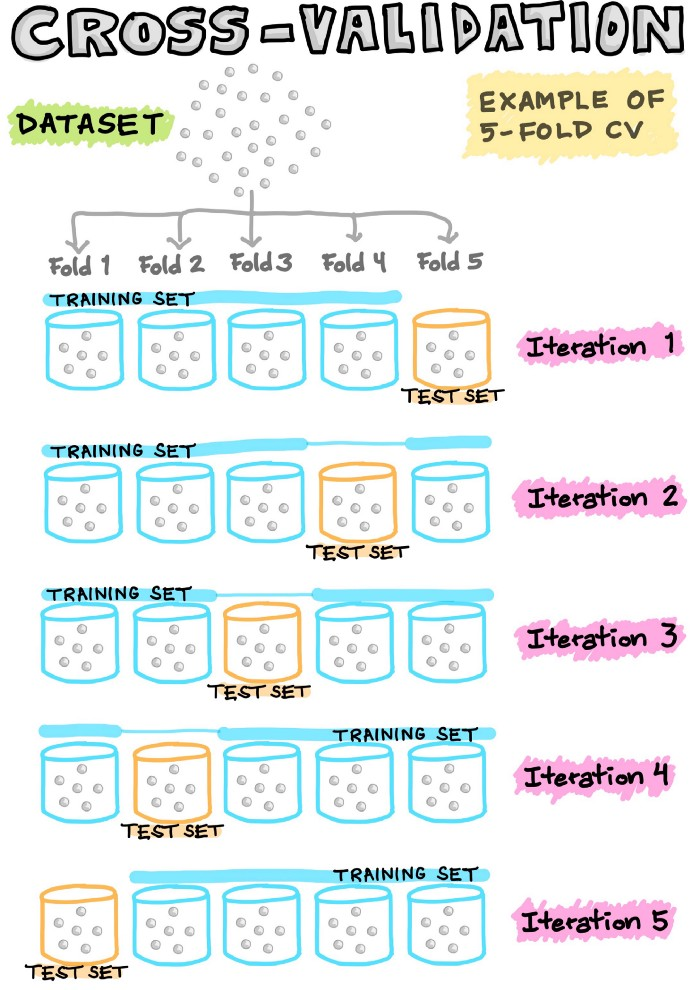 CROSS-VALIDATION
DATASET
EXAMPLE OF
5-FOLD CV
Fold 1 Fold 2 Fold 3 Fold 4 Fold 5
TRAINING SET
Iteration 1
TEST SET
TRAINING SET
Iteration 2
TEST SET
TRAINING SET
Iteration 3
TEST SET
TRAINING SET
Iteration 4
TEST SET
TRAINING SET
Iteration 5
TEST SET